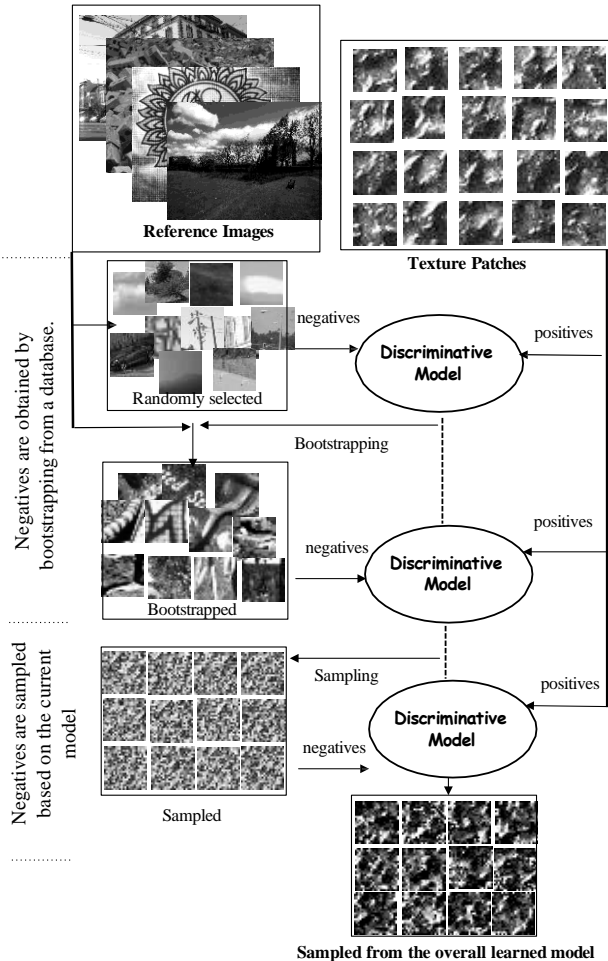 Reference Images
Texture Patches
Negatives are obtained by
bootstrapping from a database.
negatives
Discriminative
Model
positives
Randomly selected
Bootstrapping
negatives
Discriminative
Model
positives
Bootstrapped
Negatives are sampled
based on the current
model
Sampling
negatives
Discriminative
Model
positives
Sampled
Sampled from the overall learned model